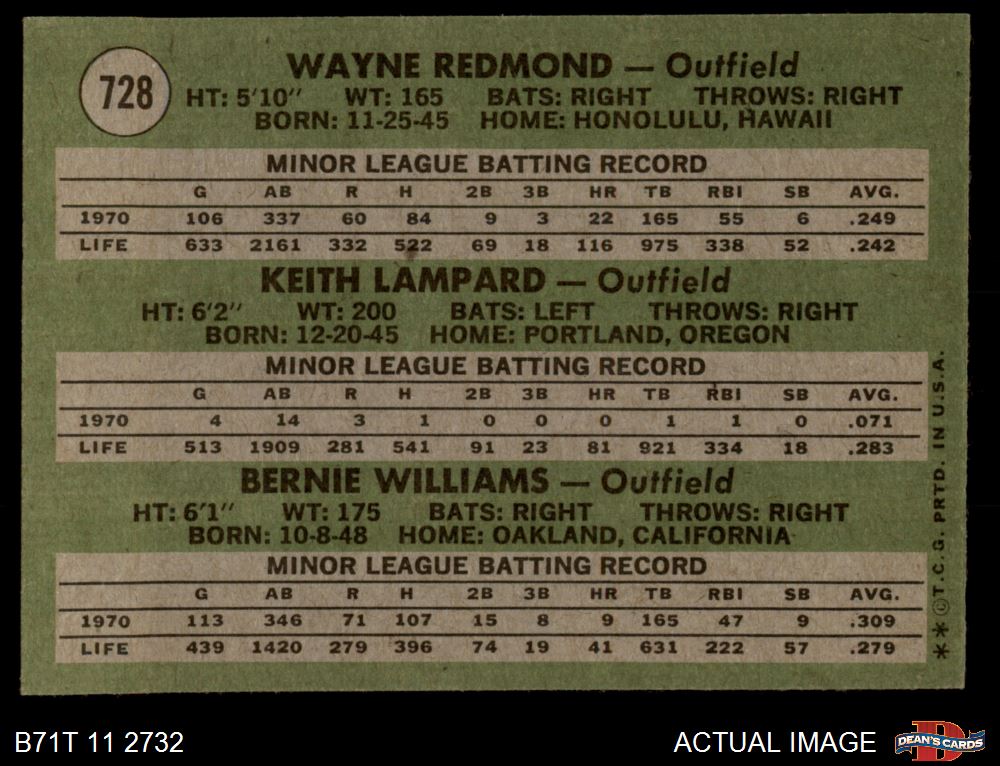 728
WAYNE REDMOND — Outfield
HT: 5'10" WT: 165 BATS: RIGHT THROWS: RIGHT
BORN: 11-25-45 HOME: HONOLULU, HAWAII
MINOR LEAGUE BATTING RECORD
G AB R H 2B 3B HR TB RBI SB AVG.
1970 106 337 60 84 9 3 22 165 55 6 .249
LIFE 633 2161 332 522 69 18 116 975 338 52 .242
KEITH LAMPARD — Outfield
HT: 6'2" WT: 200 BATS: LEFT THROWS: RIGHT
BORN: 12-20-45 HOME: PORTLAND, OREGON
MINOR LEAGUE BATTING RECORD
G AB R H 2B 3B HR TB RBI SB AVG.
1970 4 14 3 1 0 0 0 1 1 0 .071
LIFE 513 1909 281 541 91 23 81 921 334 18 .283
BERNIE WILLIAMS — Outfield
HT: 6'1" WT: 175 BATS: RIGHT THROWS: RIGHT
BORN: 10-8-48 HOME: OAKLAND, CALIFORNIA
MINOR LEAGUE BATTING RECORD
G AB R H 2B 3B HR TB RBI SB AVG.
1970 113 346 71 107 15 8 9 165 47 9 .309
LIFE 439 1420 279 396 74 19 41 631 222 57 .279
**©T.C.G. PRTD. IN U.S.A.
B71T 11 2732
ACTUAL IMAGE
D
DEAN'S CARDS